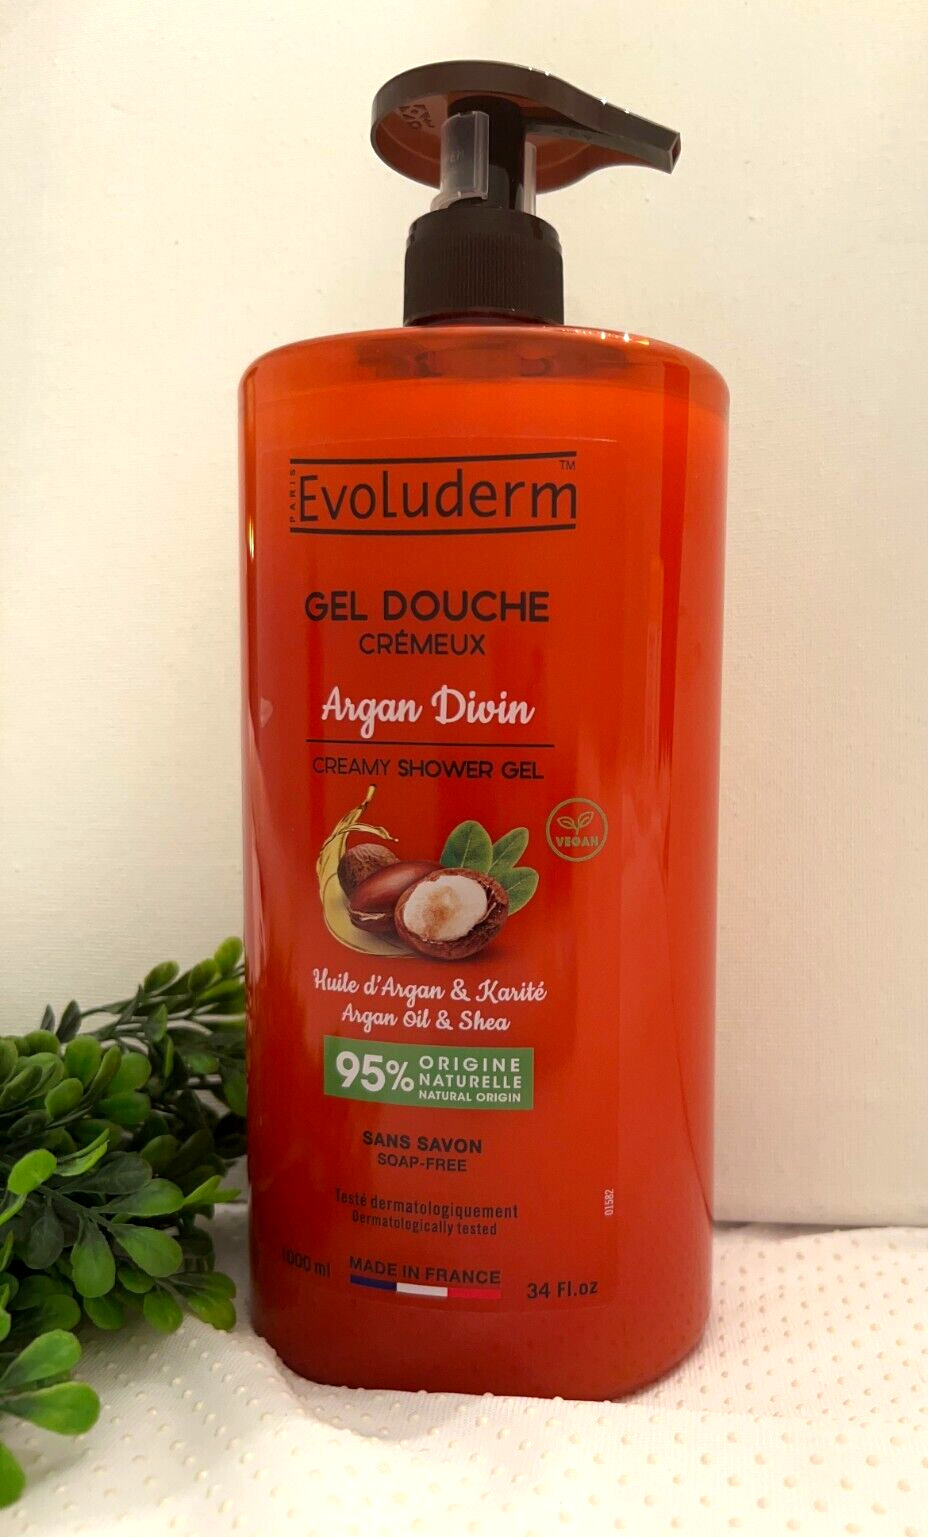 PARIS
Evoluderm™
GEL DOUCHE
CRÉMEUX
Argan Divin
CREAMY SHOWER GEL
VEGAN
Huile d'Argan & Karité
Argan Oil & Shea
95% ORIGINE
NATURELLE
NATURAL ORIGIN
SANS SAVON
SOAP-FREE
Testé dermatologiquement
Dermatologically tested
01582
1000 ml
MADE IN FRANCE
34 Fl.oz